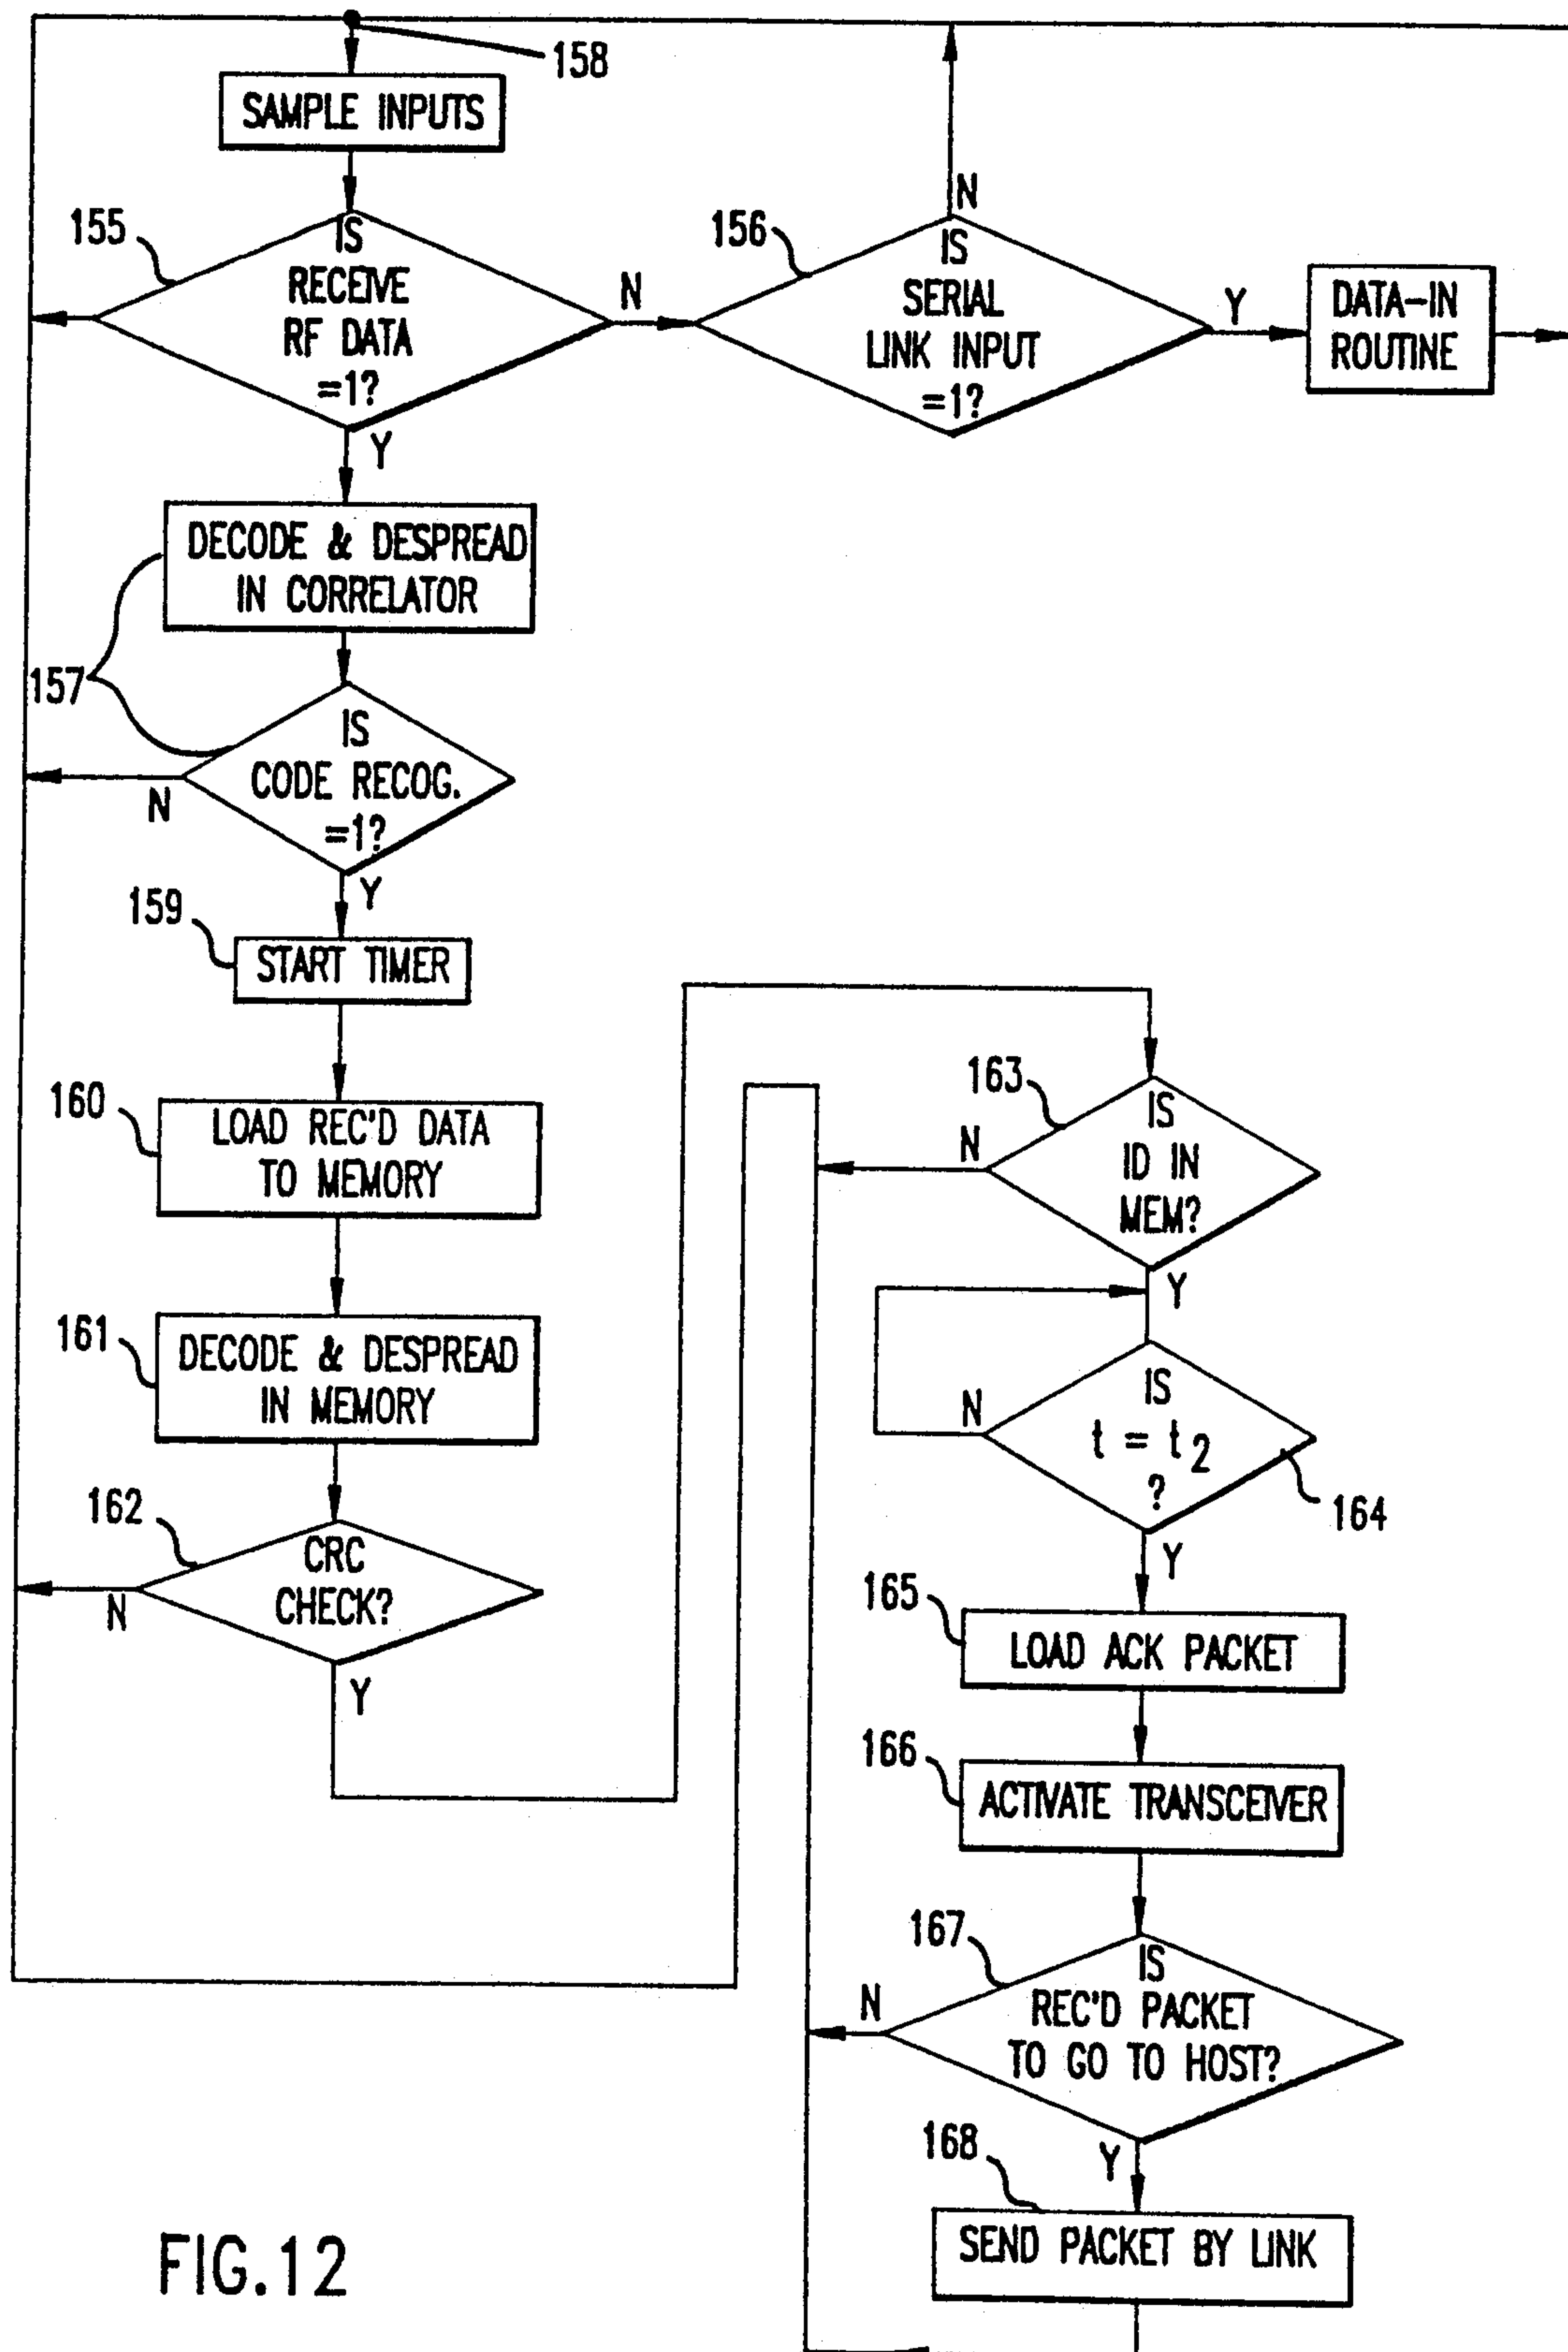 158
SAMPLE INPUTS
155
IS
RECEIVE
RF DATA
=1?
N
Y
156
N
IS
SERIAL
LINK INPUT
=1?
Y
DATA-IN
ROUTINE
DECODE & DESPREAD
IN CORRELATOR
157
IS
CODE RECOG.
=1?
N
Y
159
START TIMER
160
LOAD REC'D DATA
TO MEMORY
161
DECODE & DESPREAD
IN MEMORY
162
CRC
CHECK?
N
Y
163
IS
ID IN
MEM?
N
Y
IS
t = t2
?
N
164
Y
165
LOAD ACK PACKET
166
ACTIVATE TRANSCEIVER
167
IS
REC'D PACKET
TO GO TO HOST?
N
Y
168
SEND PACKET BY LINK
FIG.12